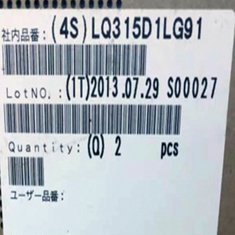 社内品番：(4S)LQ315D1LG91
LotNO.:(1T)2013.07.29 S00027
Quantity: (Q) 2 pcs
ユーザー品番：